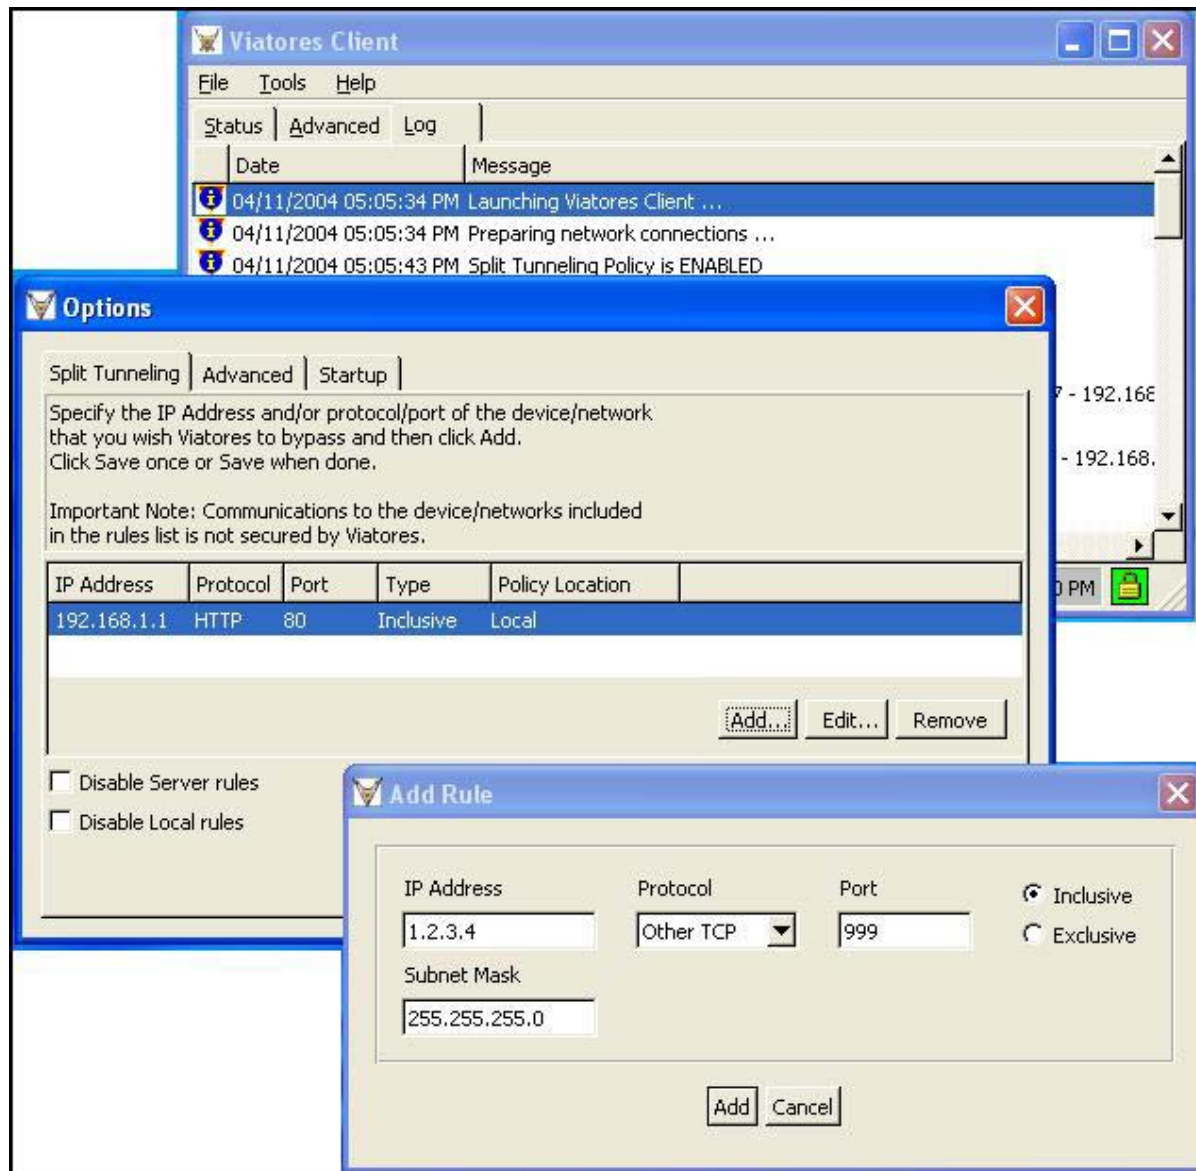 Viatores Client
File Tools Help
Status Advanced Log
Date Message
04/11/2004 05:05:34 PM Launching Viatores Client ...
04/11/2004 05:05:34 PM Preparing network connections ...
04/11/2004 05:05:43 PM Split Tunneling Policy is ENABLED
- 192.168
- 192.168.
PM
Options
Split Tunneling Advanced Startup
Specify the IP Address and/or protocol/port of the device/network
that you wish Viatores to bypass and then click Add.
Click Save once or Save when done.
Important Note: Communications to the device/networks included
in the rules list is not secured by Viatores.
IP Address Protocol Port Type Policy Location
192.168.1.1 HTTP 80 Inclusive Local
Add... Edit... Remove
Disable Server rules
Disable Local rules
Add Rule
IP Address Protocol Port
1.2.3.4 Other TCP 999
Inclusive
Exclusive
Subnet Mask
255.255.255.0
Add Cancel